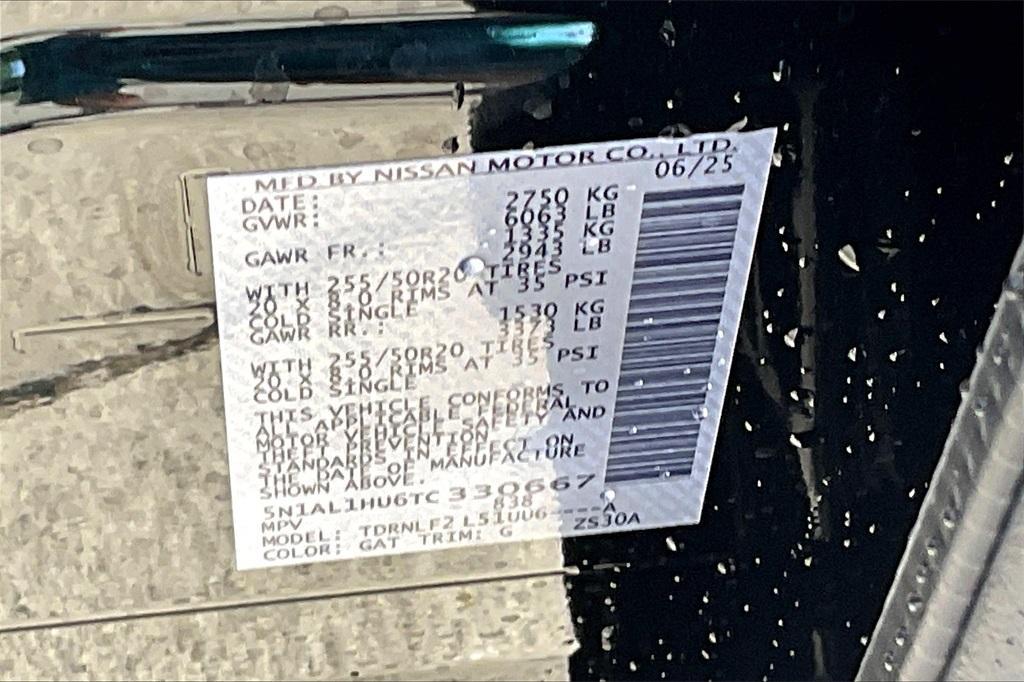 MFD BY NISSAN MOTOR CO., LTD.
DATE: 06/25
GVWR: 2750 KG
6063 LB
GAWR FR.: 1335 KG
2943 LB
WITH 255/50R20 TIRES
20 X 8.0 RIMS AT 35 PSI
COLD SINGLE
GAWR RR.: 1530 KG
3373 LB
WITH 255/50R20 TIRES
20 X RIMS AT 35 PSI
COLD SINGLE
THIS VEHICLE CONFORMS TO
ALL APPLICABLE FEDERAL
MOTOR VEH SAFETY AND
THEFT PREVENTION
STANDARDS IN EFFECT ON
THE DATE OF MANUFACTURE
SHOWN ABOVE.
5N1AL1HU6TC330667
MPV 838
MODEL: TDRNLF2 L51UU6----A
COLOR: GAT TRIM: G ZS30A